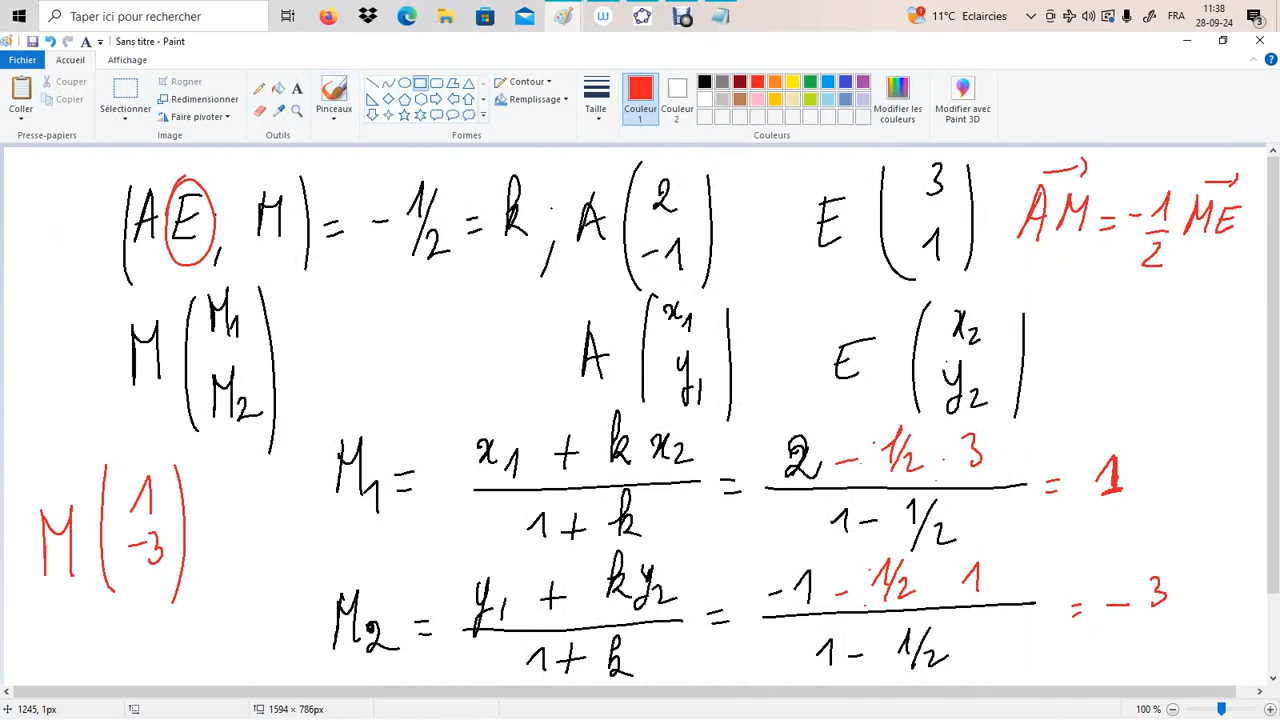 Taper ici pour rechercher
11°C Eclaircies
FRA
11:38
28-09-24
Sans titre - Paint
Fichier Accueil Affichage
Coller
Couper
Copier
Presse-papiers
Sélectionner
Rogner
Redimensionner
Faire pivoter
Image
Outils
Pinceaux
Formes
Contour
Remplissage
Taille
Couleur 1
Couleur 2
Modifier les couleurs
Couleurs
Modifier avec Paint 3D
(A E, M) = - 1/2 = k ; A (2 -1) E (3 1) AM = - 1/2 ME
M (M1 M2) A (x1 y1) E (x2 y2)
M1 = x1 + k x2 / 1 + k = 2 - 1/2 . 3 / 1 - 1/2 = 1
M (1 -3)
M2 = y1 + k y2 / 1 + k = -1 - 1/2 1 / 1 - 1/2 = - 3
1245, 1px
1594 × 786px
100 %